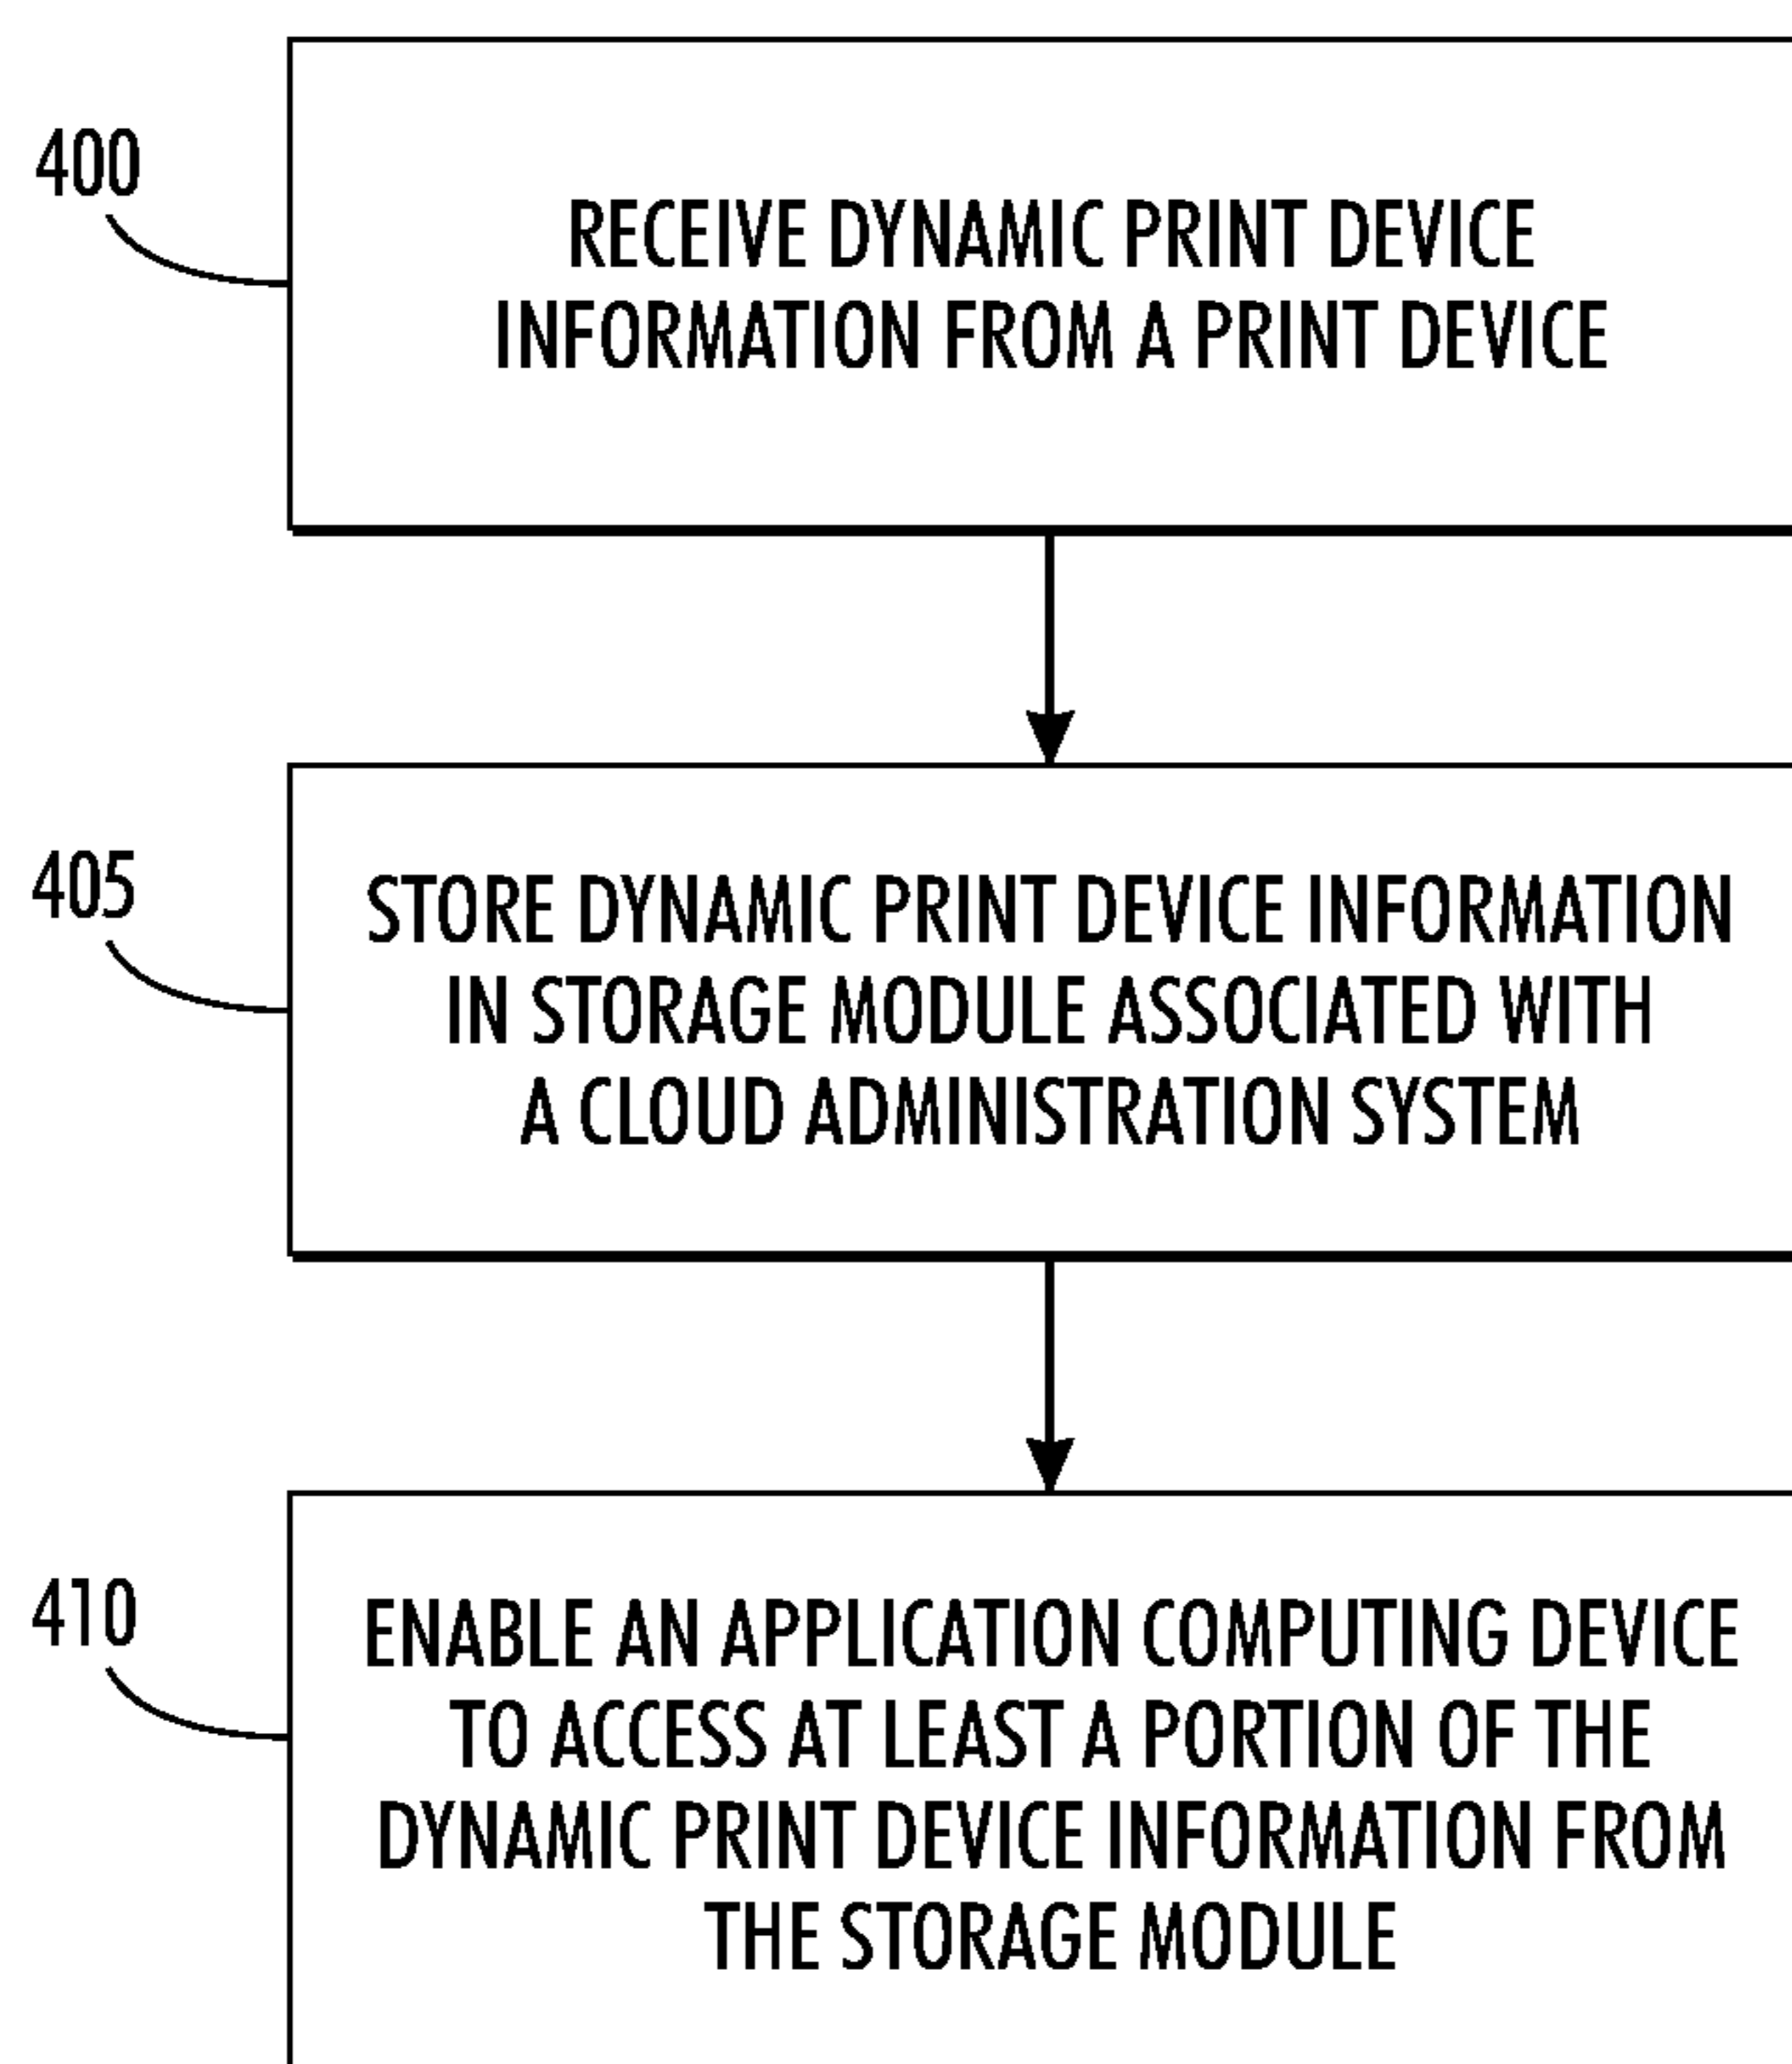 400
RECEIVE DYNAMIC PRINT DEVICE
INFORMATION FROM A PRINT DEVICE
405
STORE DYNAMIC PRINT DEVICE INFORMATION
IN STORAGE MODULE ASSOCIATED WITH
A CLOUD ADMINISTRATION SYSTEM
410
ENABLE AN APPLICATION COMPUTING DEVICE
TO ACCESS AT LEAST A PORTION OF THE
DYNAMIC PRINT DEVICE INFORMATION FROM
THE STORAGE MODULE